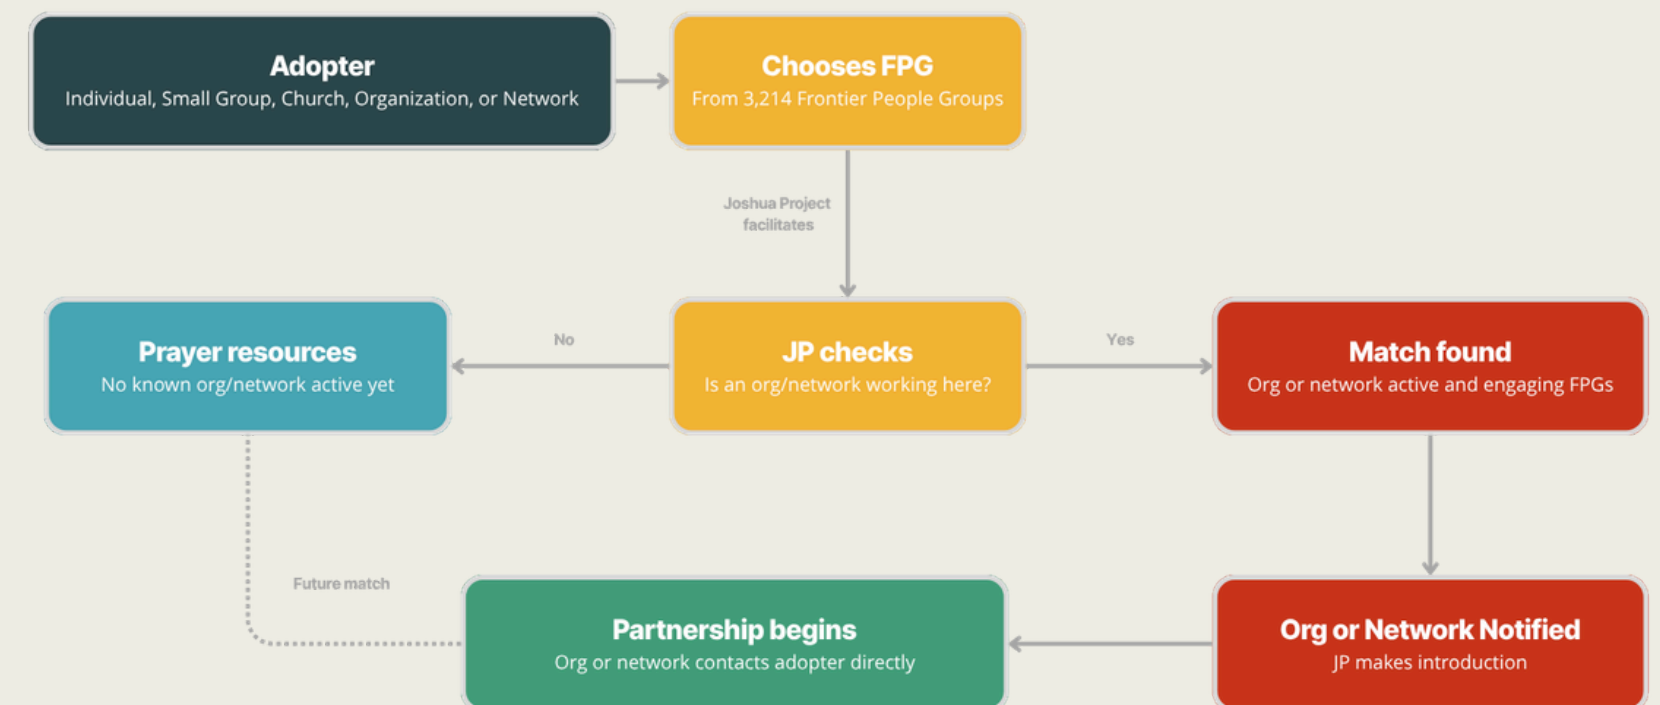 Adopter
Individual, Small Group, Church, Organization, or Network
Chooses FPG
From 3,214 Frontier People Groups
Joshua Project
facilitates
Prayer resources
No known org/network active yet
No
JP checks
Is an org/network working here?
Yes
Match found
Org or network active and engaging FPGs
Future match
Partnership begins
Org or network contacts adopter directly
Org or Network Notified
JP makes introduction